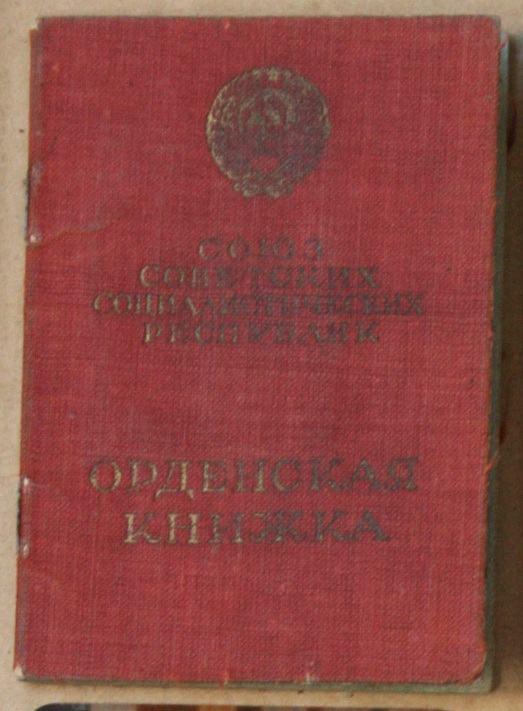 СОЮЗ
СОВЕТСКИХ
СОЦИАЛИСТИЧЕСКИХ
РЕСПУБЛИК
ОРДЕНСКАЯ
КНИЖКА